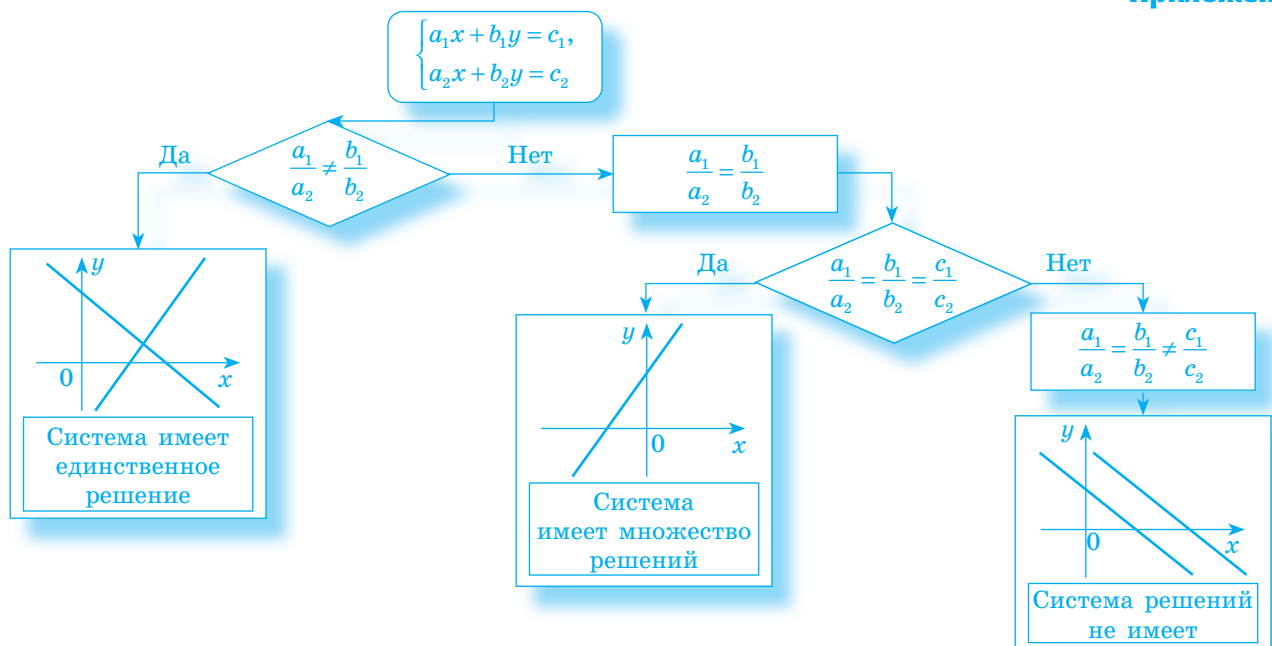 a₁x + b₁y = c₁,
a₂x + b₂y = c₂
Да
a₁/a₂ ≠ b₁/b₂
Нет
a₁/a₂ = b₁/b₂
y
0
x
Система имеет
единственное
решение
Да
a₁/a₂ = b₁/b₂ = c₁/c₂
Нет
y
0
x
Система
имеет множество
решений
a₁/a₂ = b₁/b₂ ≠ c₁/c₂
y
0
x
Система решений
не имеет